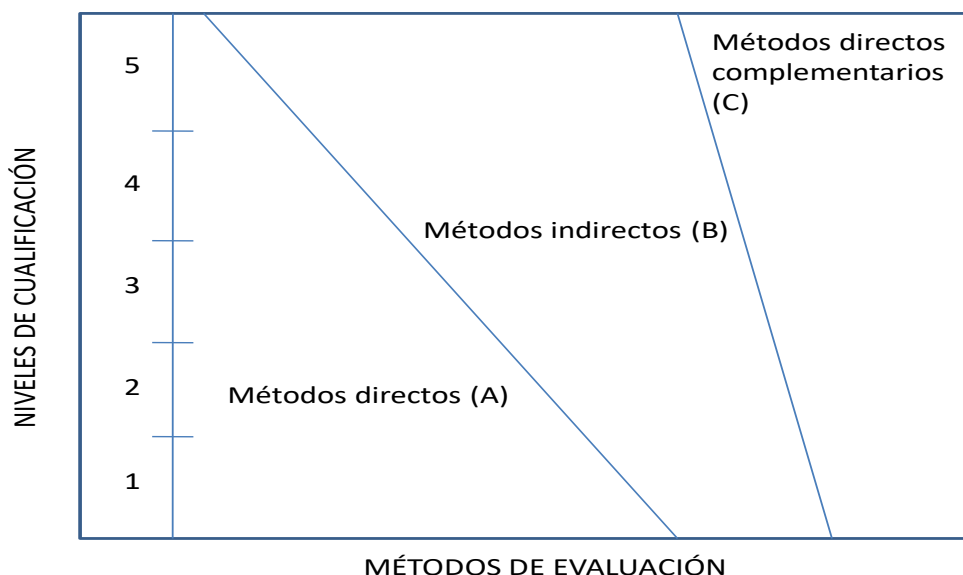 NIVELES DE CUALIFICACIÓN
5
4
3
2
1
Métodos directos
complementarios
(C)
Métodos indirectos (B)
Métodos directos (A)
MÉTODOS DE EVALUACIÓN